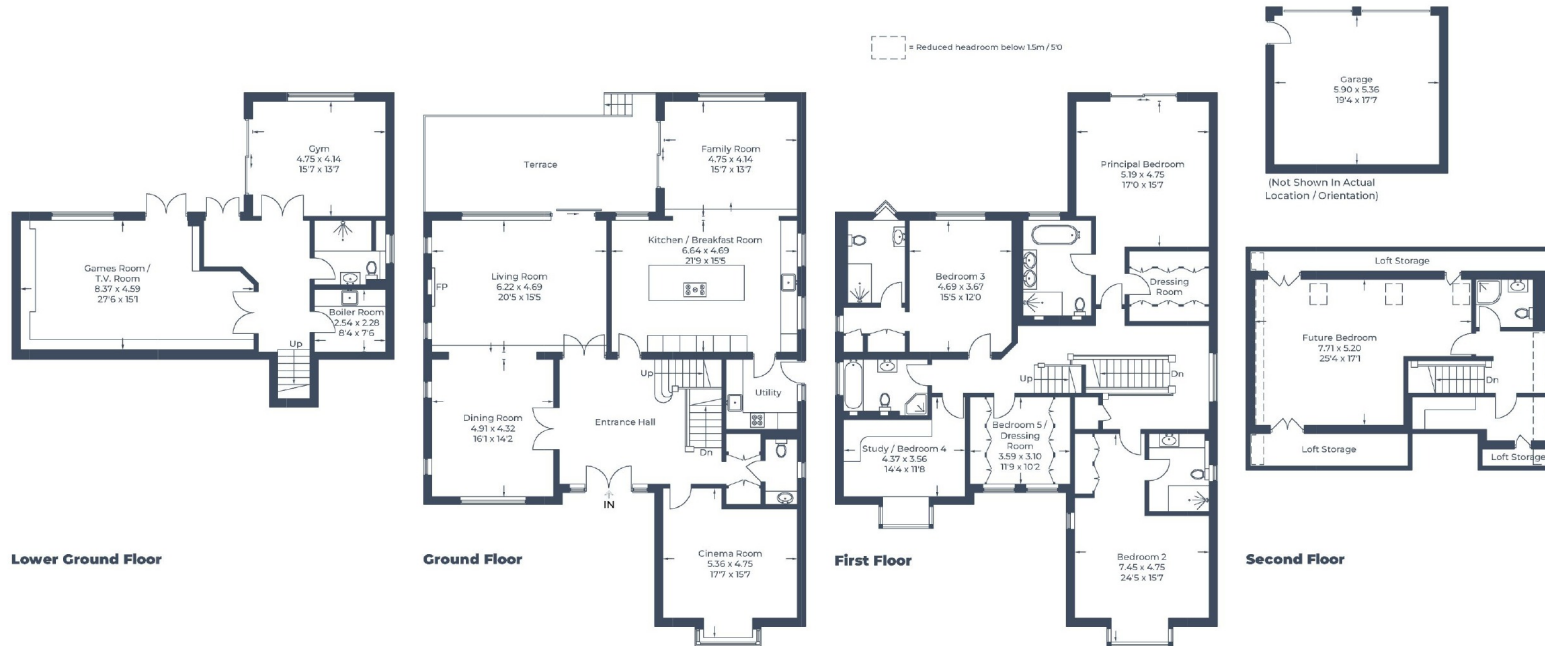 = Reduced headroom below 1.5m / 5'0
Gym
4.75 x 4.14
15'7 x 13'7
Games Room /
T.V. Room
8.37 x 4.59
27'6 x 15'1
Boiler Room
2.54 x 2.28
8'4 x 7'6
Up
Lower Ground Floor
Terrace
Family Room
4.75 x 4.14
15'7 x 13'7
Kitchen / Breakfast Room
6.64 x 4.69
21'9 x 15'5
Living Room
6.22 x 4.69
20'5 x 15'5
FP
Up
Utility
Dining Room
4.91 x 4.32
16'1 x 14'2
Entrance Hall
Dn
IN
Cinema Room
5.36 x 4.75
17'7 x 15'7
Ground Floor
Principal Bedroom
5.19 x 4.75
17'0 x 15'7
Bedroom 3
4.69 x 3.67
15'5 x 12'0
Dressing
Room
Up
Dn
Study / Bedroom 4
4.37 x 3.56
14'4 x 11'8
Bedroom 5 /
Dressing
Room
3.59 x 3.10
11'9 x 10'2
Bedroom 2
7.45 x 4.75
24'5 x 15'7
First Floor
Garage
5.90 x 5.36
19'4 x 17'7
(Not Shown In Actual
Location / Orientation)
Loft Storage
Future Bedroom
7.71 x 5.20
25'4 x 17'1
Dn
Loft Storage
Loft Storage
Second Floor